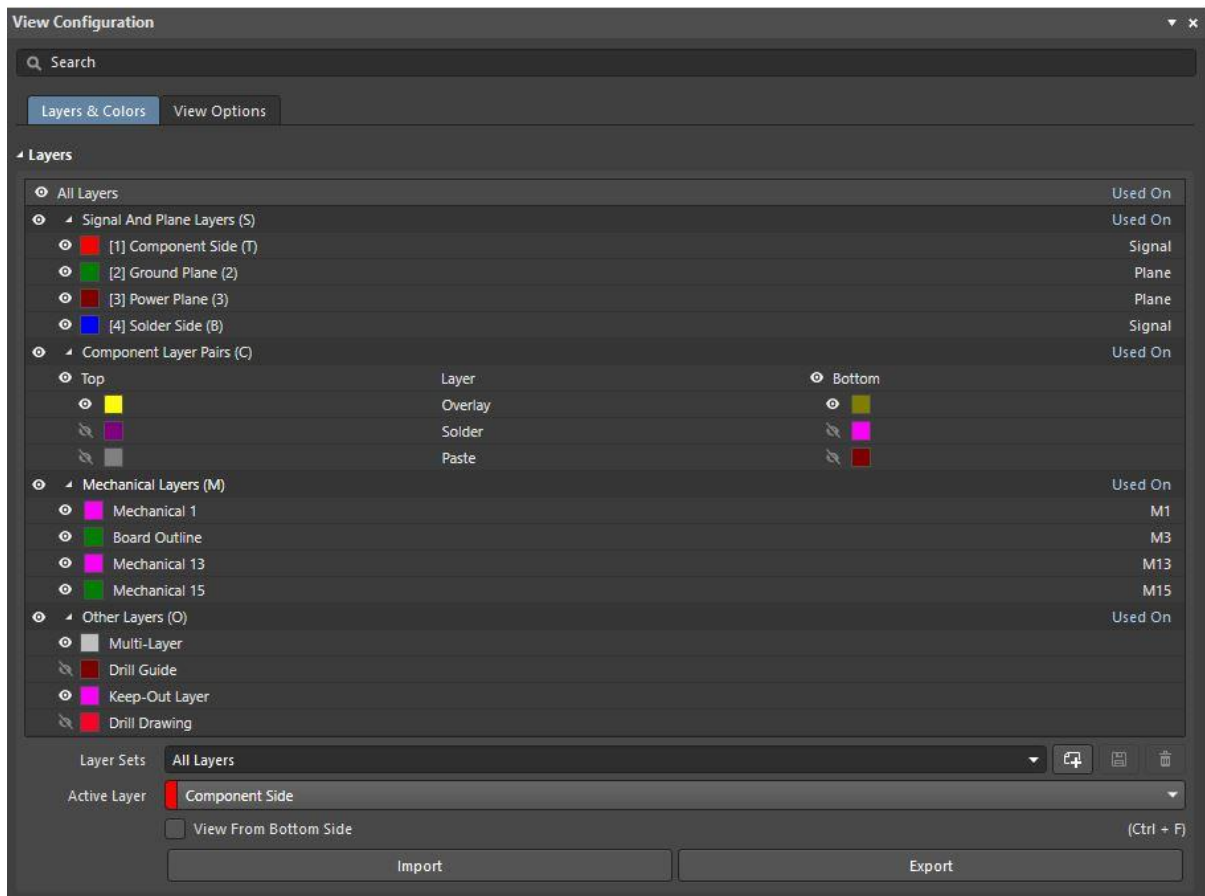 View Configuration
Search
Layers & Colors View Options
Layers
All Layers Used On
Signal And Plane Layers (S) Used On
[1] Component Side (T) Signal
[2] Ground Plane (2) Plane
[3] Power Plane (3) Plane
[4] Solder Side (B) Signal
Component Layer Pairs (C) Used On
Top Layer Bottom
Overlay
Solder
Paste
Mechanical Layers (M) Used On
Mechanical 1 M1
Board Outline M3
Mechanical 13 M13
Mechanical 15 M15
Other Layers (O) Used On
Multi-Layer
Drill Guide
Keep-Out Layer
Drill Drawing
Layer Sets All Layers
Active Layer Component Side
View From Bottom Side (Ctrl + F)
Import Export